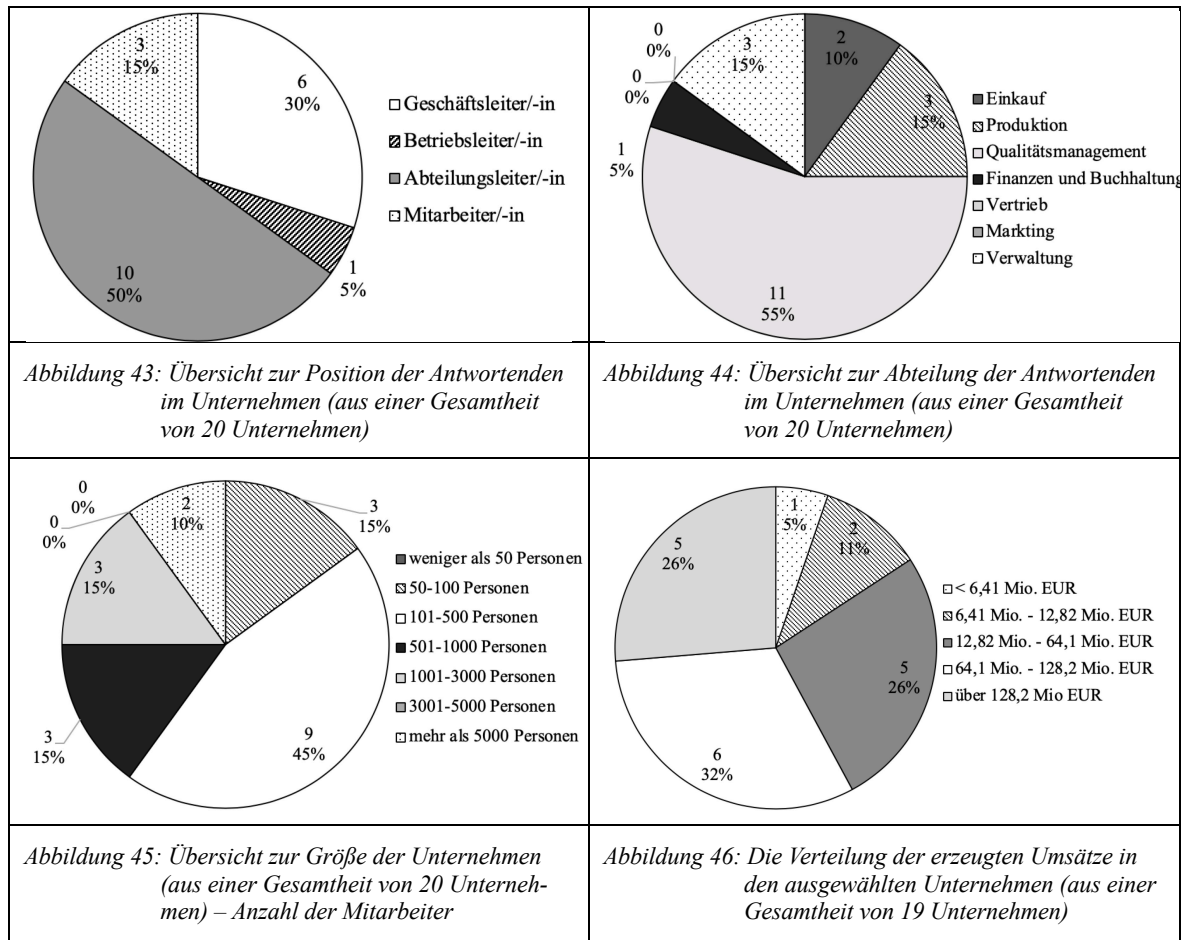 3
15%
6
30%
1
5%
10
50%
Geschäftsleiter/-in
Betriebsleiter/-in
Abteilungsleiter/-in
Mitarbeiter/-in
0
0%
0
0%
3
15%
2
10%
3
15%
1
5%
11
55%
Einkauf
Produktion
Qualitätsmanagement
Finanzen und Buchhaltung
Vertrieb
Markting
Verwaltung
Abbildung 43: Übersicht zur Position der Antwortenden
im Unternehmen (aus einer Gesamtheit
von 20 Unternehmen)
Abbildung 44: Übersicht zur Abteilung der Antwortenden
im Unternehmen (aus einer Gesamtheit
von 20 Unternehmen)
0
0%
0
0%
2
10%
3
15%
3
15%
3
15%
9
45%
weniger als 50 Personen
50-100 Personen
101-500 Personen
501-1000 Personen
1001-3000 Personen
3001-5000 Personen
mehr als 5000 Personen
1
5%
2
11%
5
26%
5
26%
6
32%
< 6,41 Mio. EUR
6,41 Mio. - 12,82 Mio. EUR
12,82 Mio. - 64,1 Mio. EUR
64,1 Mio. - 128,2 Mio. EUR
über 128,2 Mio EUR
Abbildung 45: Übersicht zur Größe der Unternehmen
(aus einer Gesamtheit von 20 Unterneh-
men) – Anzahl der Mitarbeiter
Abbildung 46: Die Verteilung der erzeugten Umsätze in
den ausgewählten Unternehmen (aus einer
Gesamtheit von 19 Unternehmen)